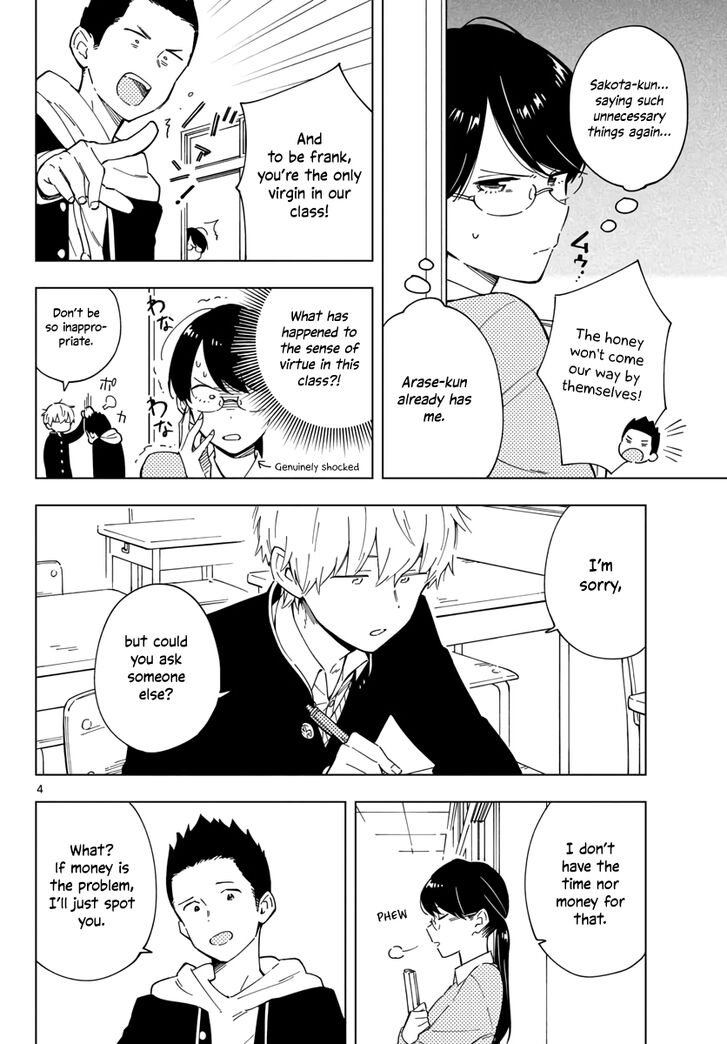 Sakota-kun...
saying such
unnecessary
things again...
ムゥ…
The honey
won't come
our way by
themselves!
Arase-kun
already has
me.
And
to be frank,
you're the only
virgin in our
class!
What has
happened to
the sense of
virtue in this
class?!
わな
わな
← Genuinely shocked
Don't be
so inappro-
priate.
ポカ
I'm
sorry,
but could
you ask
someone
else?
4
I don't
have the
time nor
money for
that.
PHEW
What?
If money is
the problem,
I'll just spot
you.